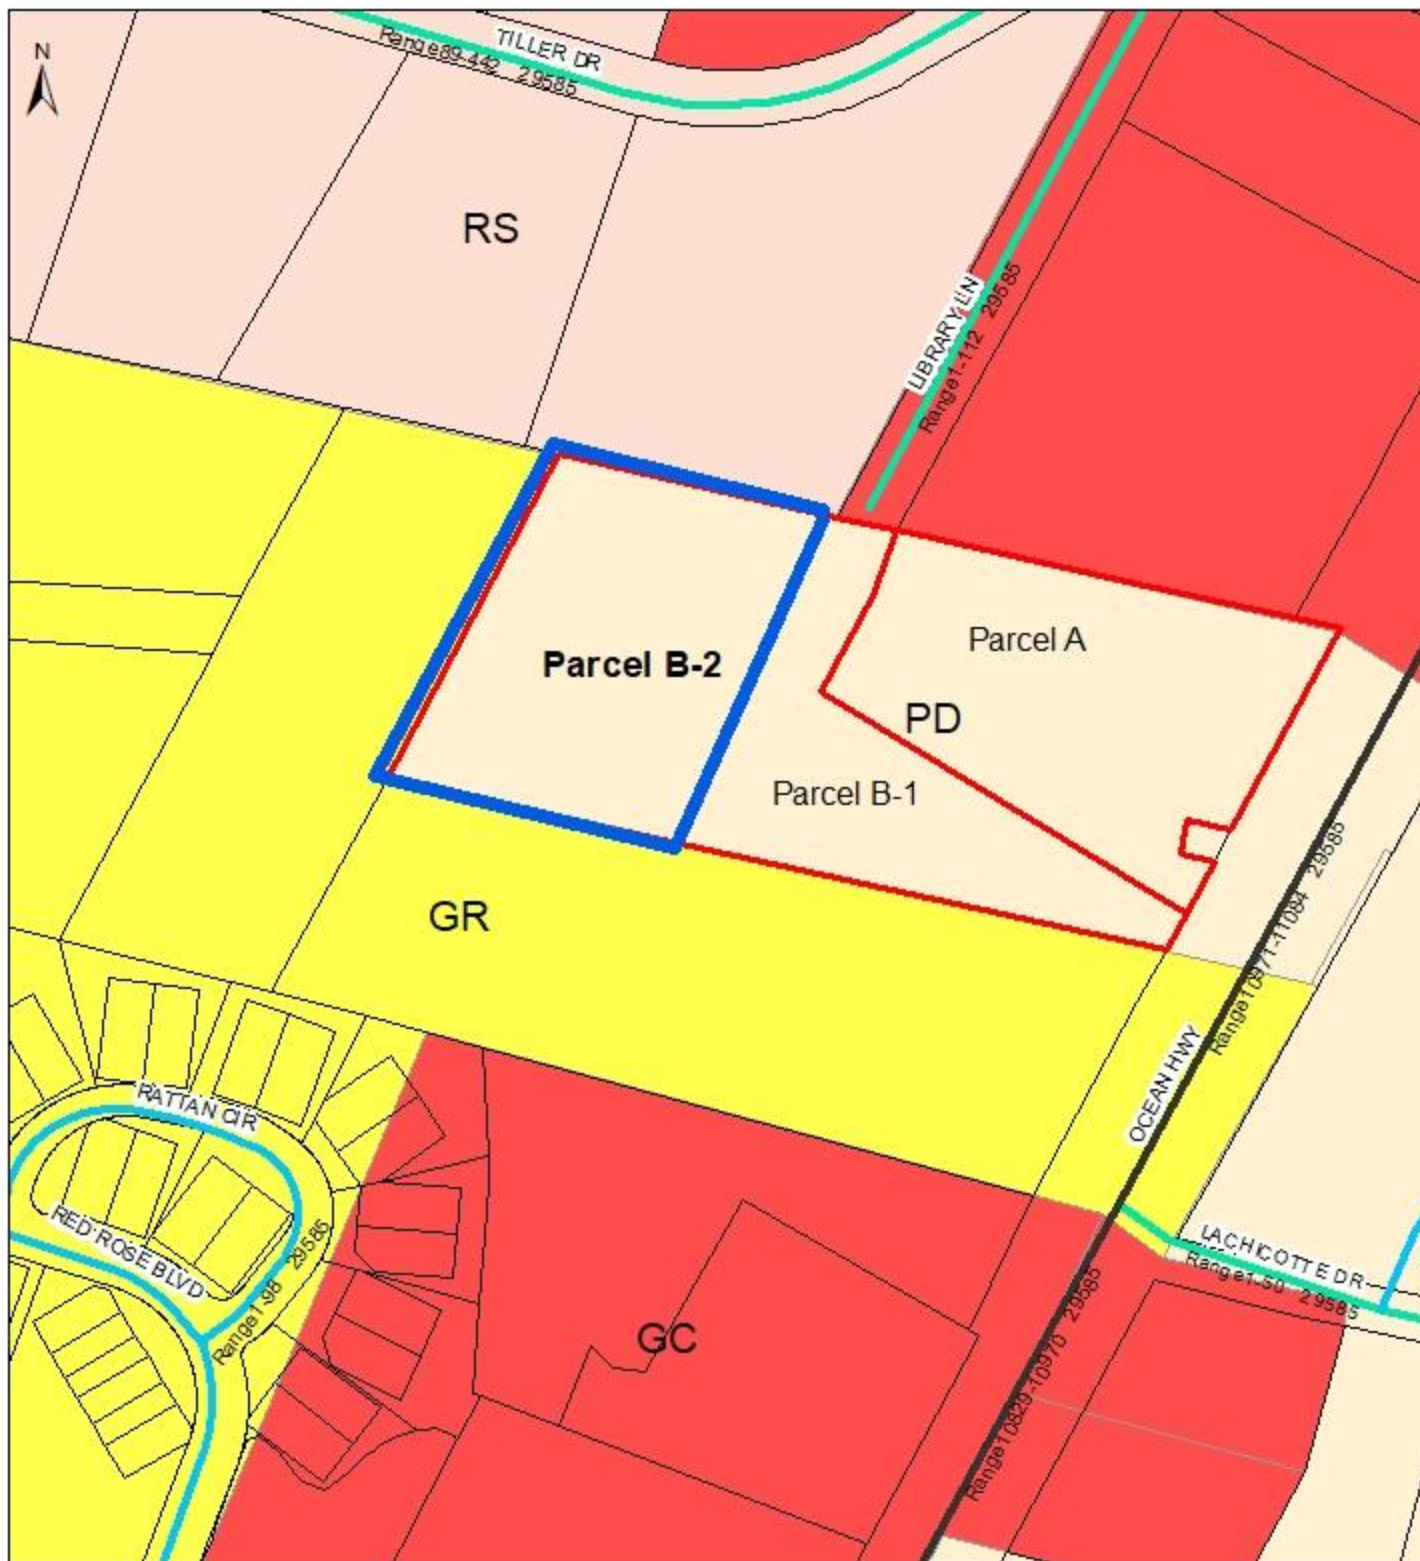 N
TILLER DR
Range89-442 29585
RS
LIBRARY LN
Range1-112 29585
Parcel A
Parcel B-2
PD
Parcel B-1
GR
Range10971-11084 29585
OCEAN HWY
RATTAN CIR
RED ROSE BLVD
Range1-98 29585
LACHICOTTE DR
Range1-50 29585
GC
Range10829-10970 29585